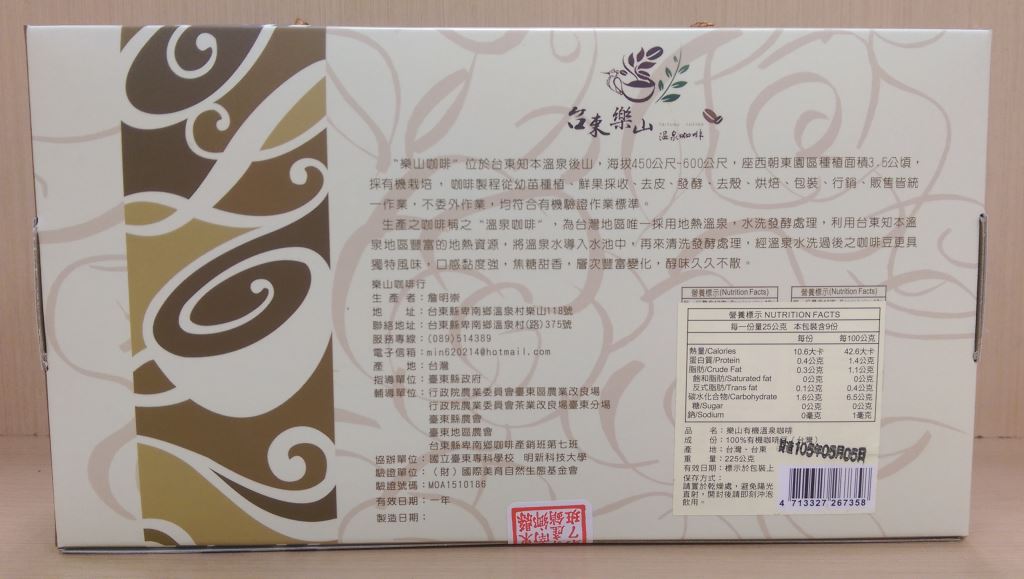 台東樂山
溫泉咖啡
"樂山咖啡"位於台東知本溫泉後山，海拔450公尺-600公尺，座西朝東園區種植面積3.5公頃，
採有機栽培，咖啡製程從幼苗種植、鮮果採收、去皮、發酵、去殼、烘焙、包裝、行銷、販售皆統
一作業，不委外作業，均符合有機驗證作業標準。
生產之咖啡稱之"溫泉咖啡"，為台灣地區唯一採用地熱溫泉，水洗發酵處理，利用台東知本溫
泉地區豐富的地熱資源，將溫泉水導入水池中，再來清洗發酵處理，經溫泉水洗過後之咖啡豆更具
獨特風味，口感黏度強，焦糖甜香，層次豐富變化，醇味久久不散。
樂山咖啡行
生產者：詹明崇
地址：台東縣卑南鄉溫泉村樂山118號
聯絡地址：台東縣卑南鄉溫泉村(路)375號
服務專線：(089)514389
電子信箱：min620214@hotmail.com
產地：台灣
指導單位：臺東縣政府
輔導單位：行政院農業委員會臺東區農業改良場
行政院農業委員會茶業改良場臺東分場
臺東縣農會
臺東地區農會
台東縣卑南鄉咖啡產銷班第七班
協辦單位：國立臺東專科學校 明新科技大學
驗證單位：（財）國際美育自然生態基金會
驗證號碼：MOA1510186
有效日期：一年
製造日期：
營養標示(Nutrition Facts) 營養標示(Nutrition Facts)
營養標示 NUTRITION FACTS
每一份量25公克 本包裝含9份
每份 每100公克
熱量/Calories 10.6大卡 42.6大卡
蛋白質/Protein 0.4公克 1.4公克
脂肪/Crude Fat 0.3公克 1.1公克
飽和脂肪/Saturated fat 0公克 0公克
反式脂肪/Trans fat 0.1公克 0.4公克
碳水化合物/Carbohydrate 1.6公克 6.5公克
糖/Sugar 0公克 0公克
鈉/Sodium 0毫克 1毫克
品名：樂山有機溫泉咖啡
成份：100%有機咖啡(台灣)
產地：台灣．台東
105年05月05日
重量：225公克
有效日期：標示於包裝上
保存方式：
請置於乾燥處，避免陽光
直射，開封後請即刻沖泡
飲用。
4 713327 267358